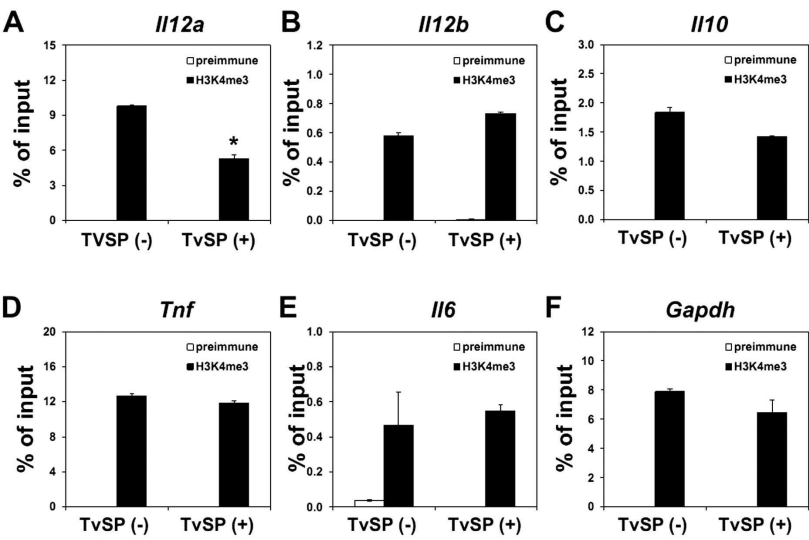 A
Il12a
% of input
15
12
9
6
3
0
preimmune
H3K4me3
*
TVSP (-)
TvSP (+)
B
Il12b
% of input
1.2
1.0
0.8
0.6
0.4
0.2
0.0
preimmune
H3K4me3
TvSP (-)
TvSP (+)
C
Il10
% of input
3.0
2.5
2.0
1.5
1.0
0.5
0.0
preimmune
H3K4me3
TvSP (-)
TvSP (+)
D
Tnf
% of input
20
16
12
8
4
0
preimmune
H3K4me3
TvSP (-)
TvSP (+)
E
Il6
% of input
1.0
0.8
0.6
0.4
0.2
0.0
preimmune
H3K4me3
TvSP (-)
TvSP (+)
F
Gapdh
% of input
12
10
8
6
4
2
0
preimmune
H3K4me3
TvSP (-)
TvSP (+)